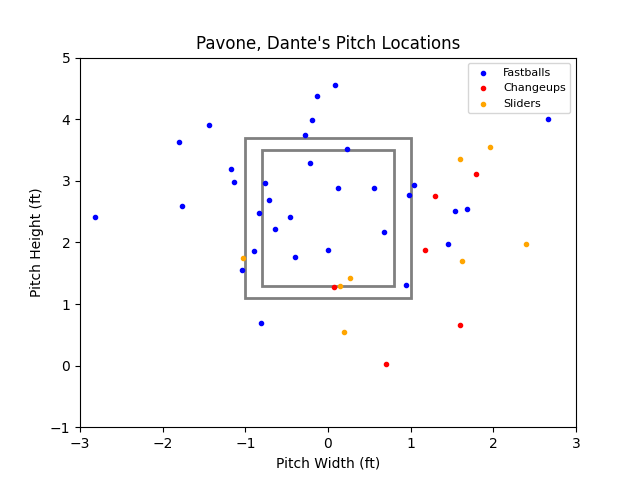 Pavone, Dante's Pitch Locations
Fastballs
Changeups
Sliders
5
4
3
2
1
0
−1
Pitch Height (ft)
−3
−2
−1
0
1
2
3
Pitch Width (ft)